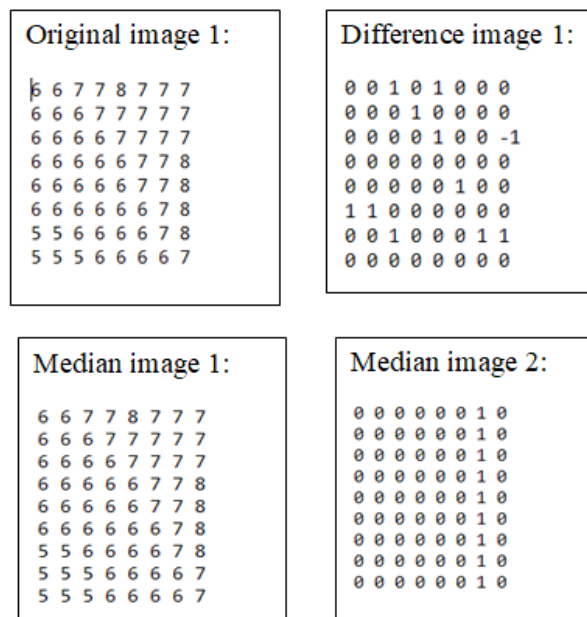 Original image 1:
6 6 7 7 8 7 7 7
6 6 6 7 7 7 7 7
6 6 6 6 7 7 7 7
6 6 6 6 6 7 7 8
6 6 6 6 6 7 7 8
6 6 6 6 6 6 7 8
5 5 6 6 6 6 7 8
5 5 5 6 6 6 6 7
Difference image 1:
0 0 1 0 1 0 0 0
0 0 0 1 0 0 0 0
0 0 0 0 1 0 0 -1
0 0 0 0 0 0 0 0
0 0 0 0 0 1 0 0
1 1 0 0 0 0 0 0
0 0 1 0 0 0 1 1
0 0 0 0 0 0 0 0
Median image 1:
6 6 7 7 8 7 7 7
6 6 6 7 7 7 7 7
6 6 6 6 7 7 7 7
6 6 6 6 6 7 7 8
6 6 6 6 6 7 7 8
6 6 6 6 6 6 7 8
5 5 6 6 6 6 7 8
5 5 5 6 6 6 6 7
5 5 5 6 6 6 6 7
Median image 2:
0 0 0 0 0 0 1 0
0 0 0 0 0 0 1 0
0 0 0 0 0 0 1 0
0 0 0 0 0 0 1 0
0 0 0 0 0 0 1 0
0 0 0 0 0 0 1 0
0 0 0 0 0 0 1 0
0 0 0 0 0 0 1 0
0 0 0 0 0 0 1 0